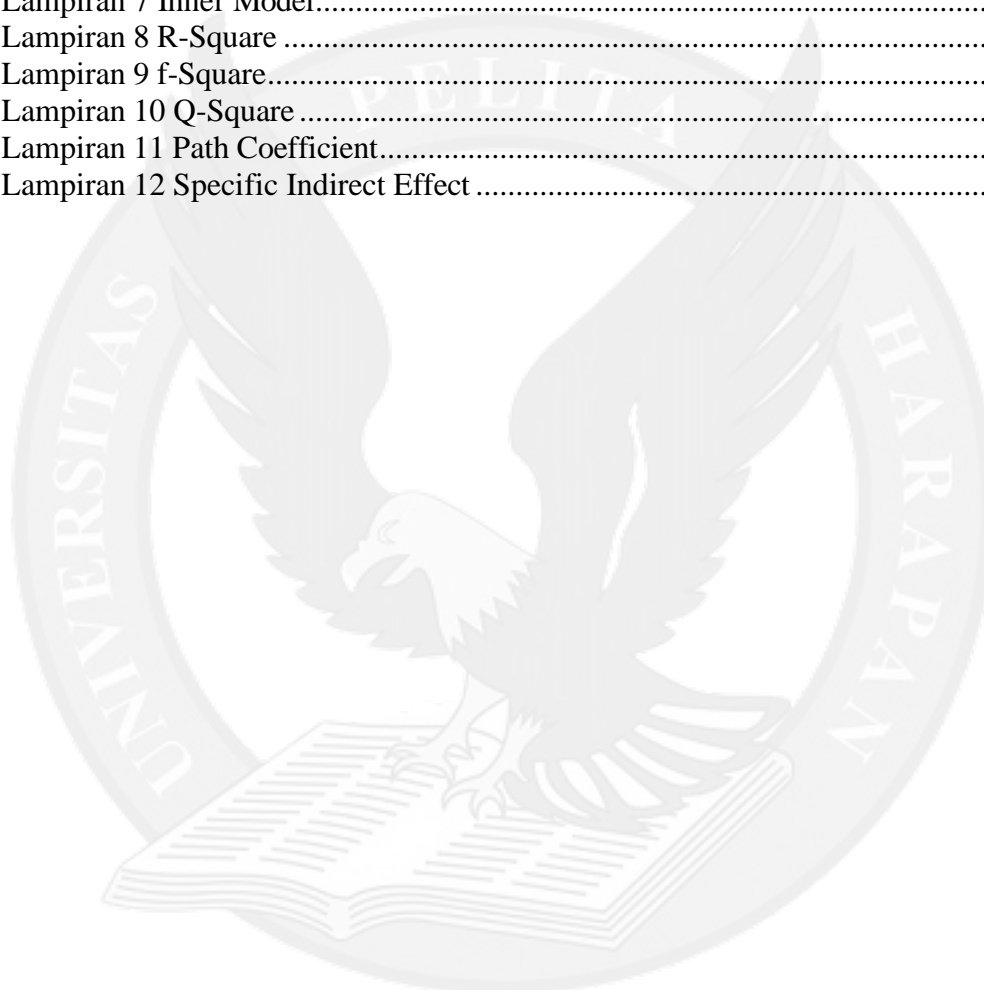 Lampiran 7 Inner Model.....................................................................................
Lampiran 8 R-Square .........................................................................................
Lampiran 9 f-Square...........................................................................................
Lampiran 10 Q-Square .......................................................................................
Lampiran 11 Path Coefficient.............................................................................
Lampiran 12 Specific Indirect Effect .................................................................
UNIVERSITAS PELITA HARAPAN